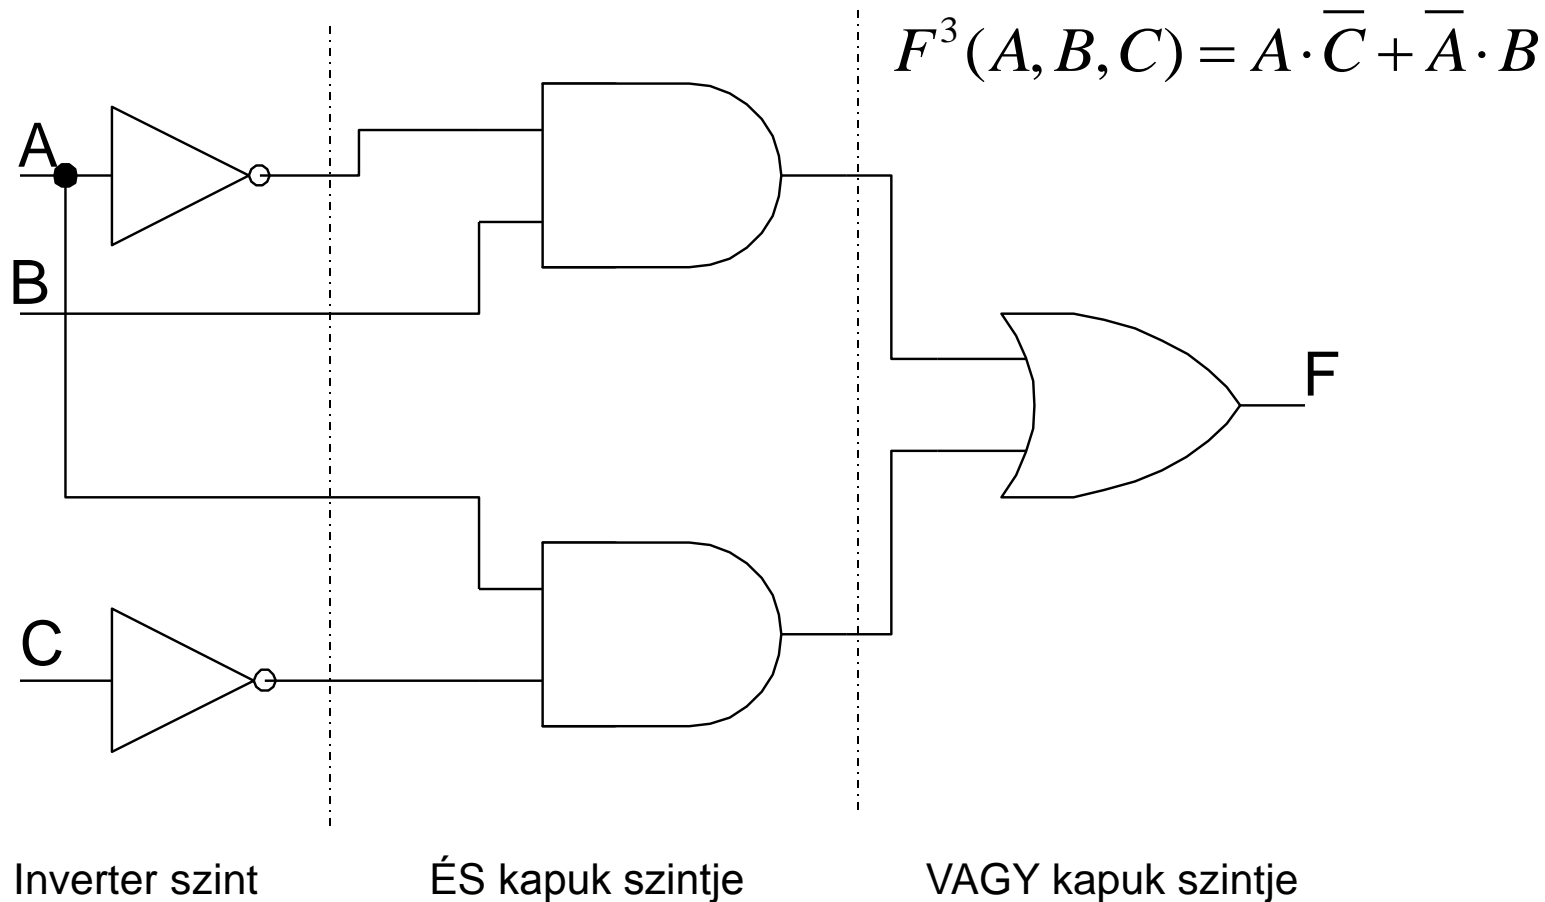 F³(A, B, C) = A · C̅ + A̅ · B
A
B
C
F
Inverter szint
ÉS kapuk szintje
VAGY kapuk szintje